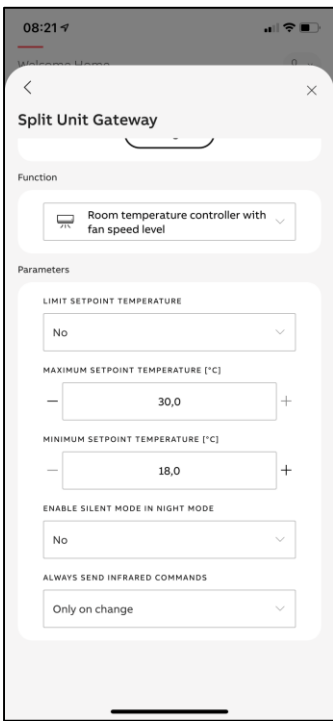 08:21
Welcome Home
Split Unit Gateway
Function
Room temperature controller with
fan speed level
Parameters
LIMIT SETPOINT TEMPERATURE
No
MAXIMUM SETPOINT TEMPERATURE [°C]
— 30,0 +
MINIMUM SETPOINT TEMPERATURE [°C]
— 18,0 +
ENABLE SILENT MODE IN NIGHT MODE
No
ALWAYS SEND INFRARED COMMANDS
Only on change